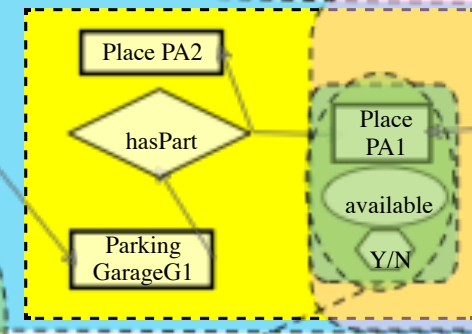 Place PA2
hasPart
Parking
GarageG1
Place
PA1
available
Y/N